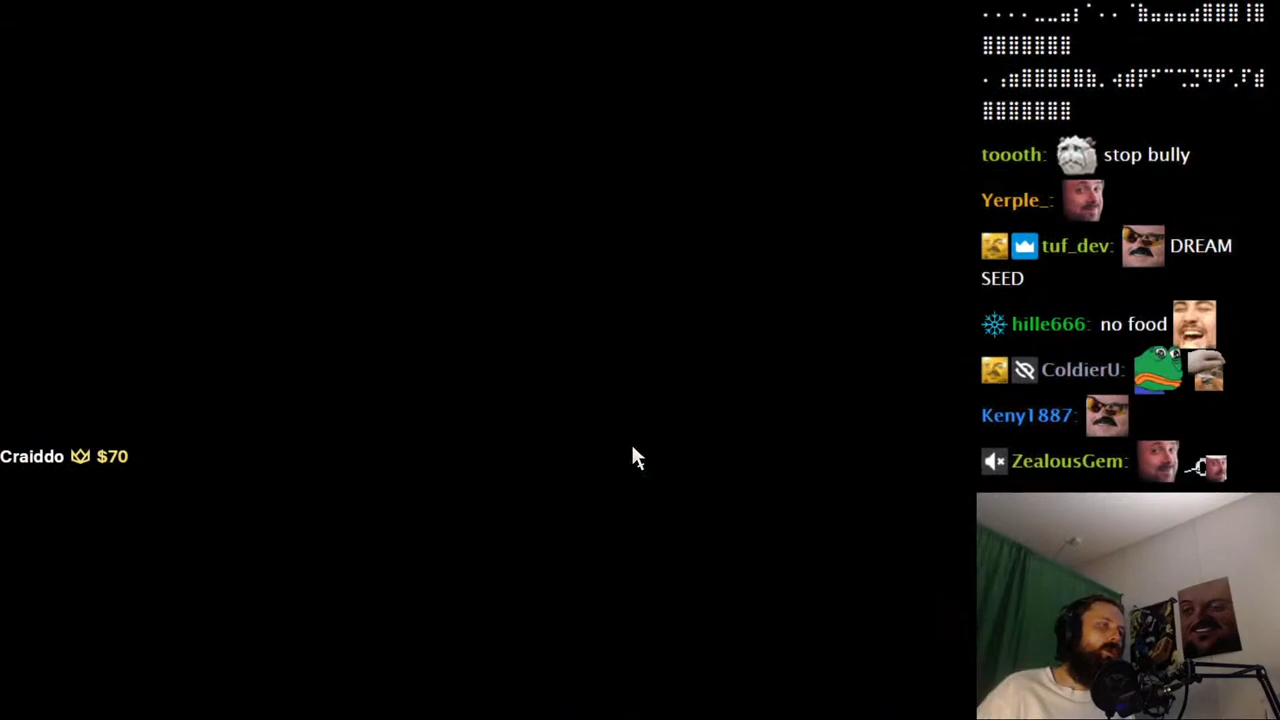 toooth: stop bully
Yerple_:
tuf_dev: DREAM
SEED
hille666: no food
ColdierU:
Keny1887:
Craiddo $70
ZealousGem: